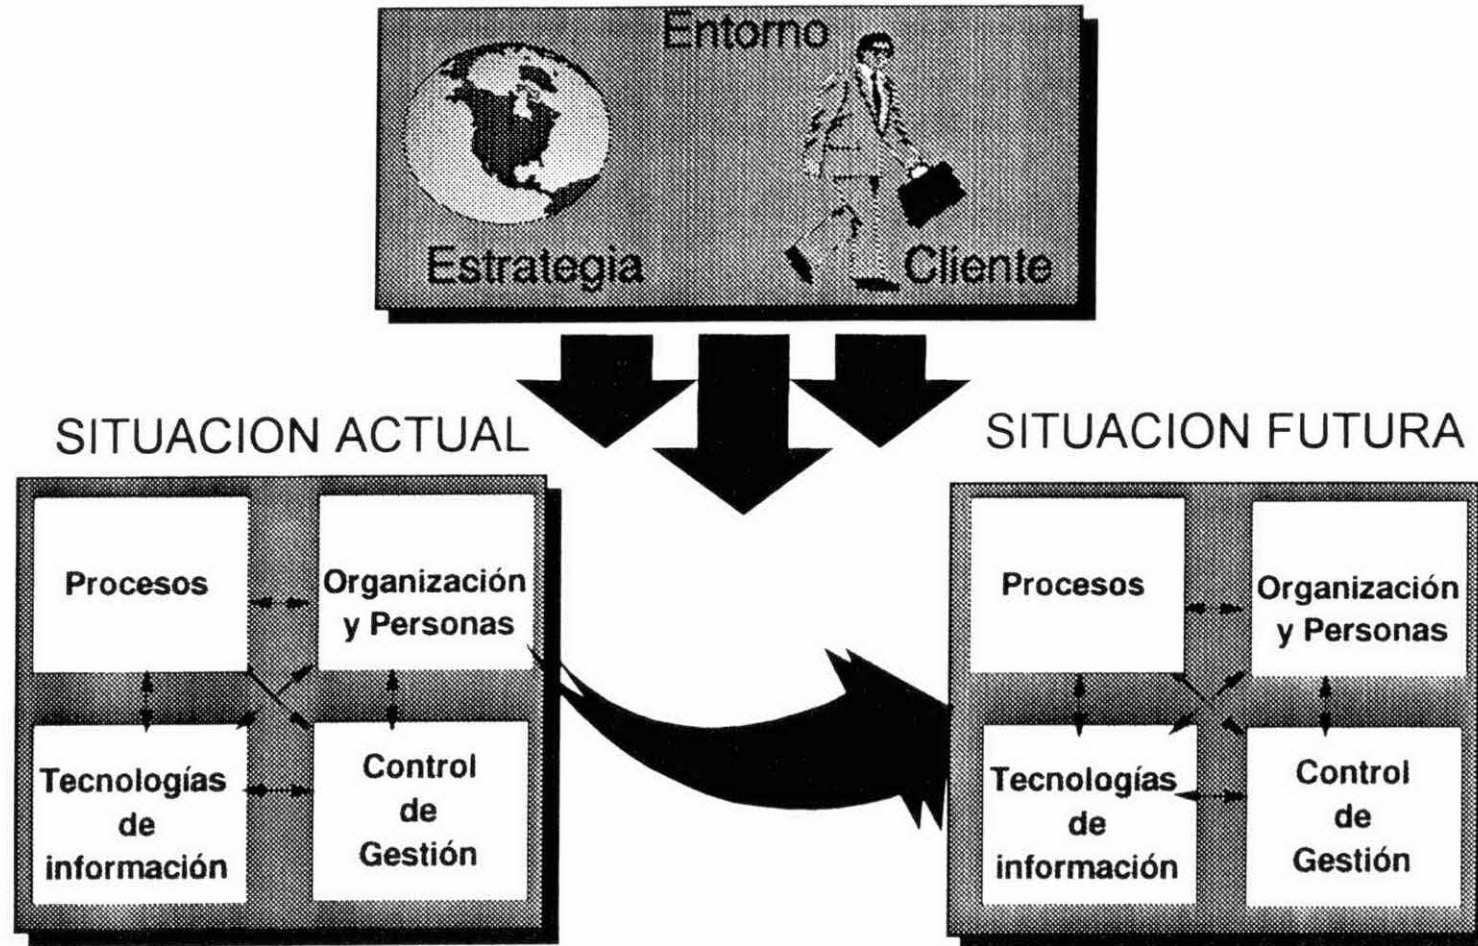 Entorno
Estrategia
Cliente
SITUACION ACTUAL
Procesos
Organización
y Personas
Tecnologías
de
información
Control
de
Gestión
SITUACION FUTURA
Procesos
Organización
y Personas
Tecnologías
de
información
Control
de
Gestión